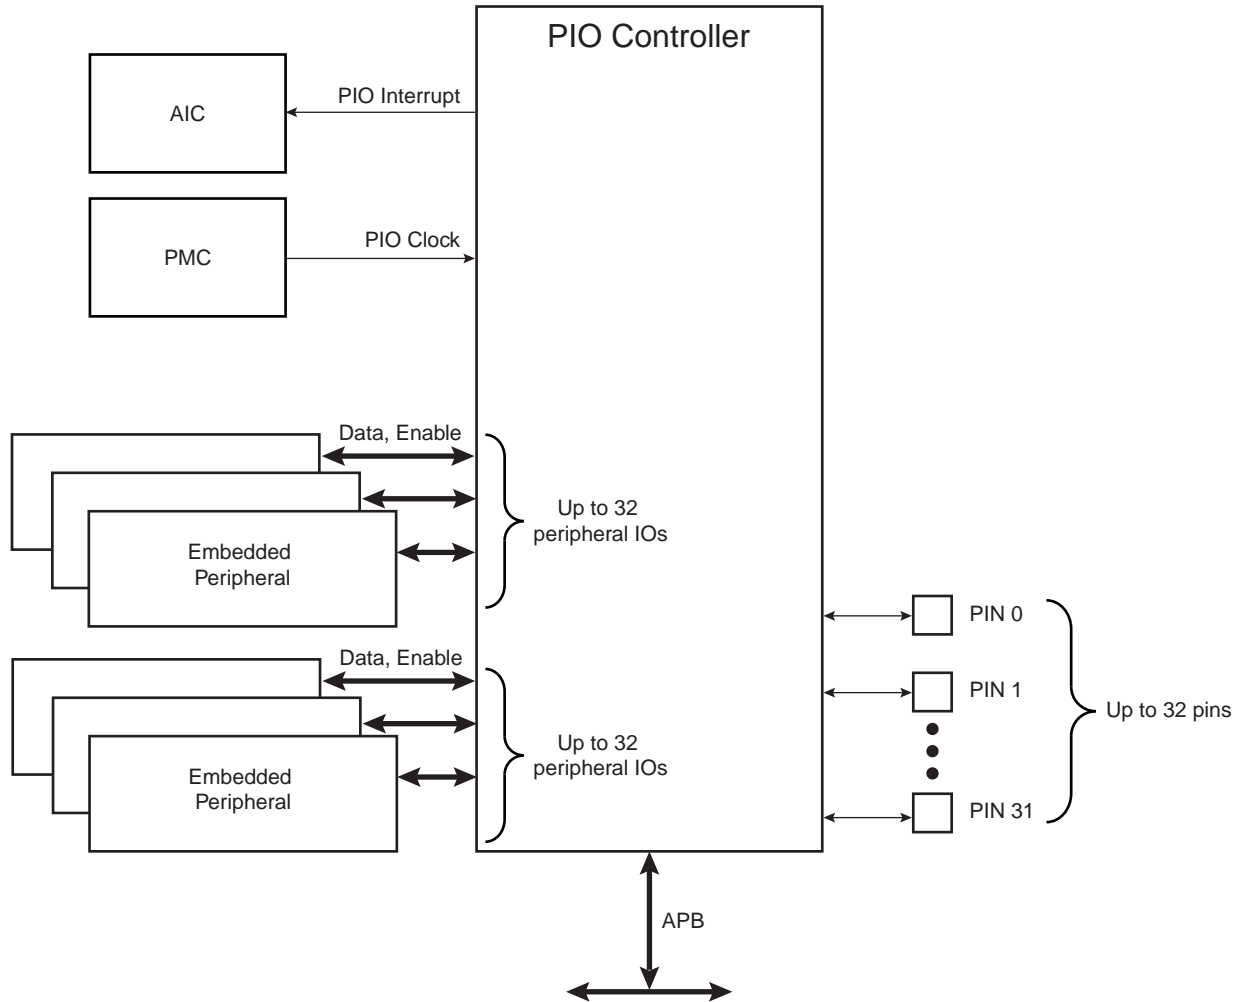 PIO Controller
PIO Interrupt
AIC
PIO Clock
PMC
Data, Enable
Up to 32
peripheral IOs
Embedded
Peripheral
PIN 0
Data, Enable
PIN 1
Up to 32 pins
Up to 32
peripheral IOs
Embedded
Peripheral
PIN 31
APB